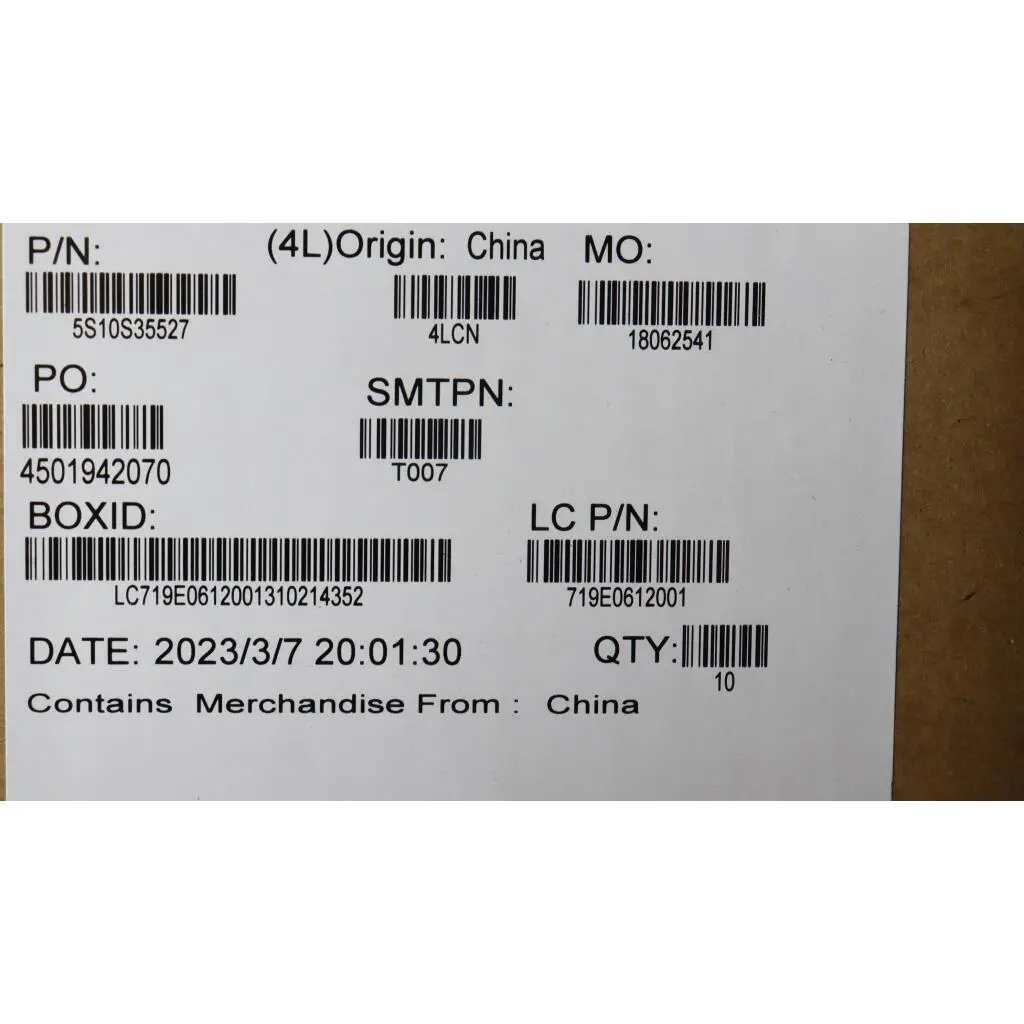 P/N: (4L)Origin: China MO:
5S10S35527 4LCN 18062541
PO: SMTPN:
4501942070 T007
BOXID: LC P/N:
LC719E0612001310214352 719E0612001
DATE: 2023/3/7 20:01:30 QTY:
10
Contains Merchandise From : China